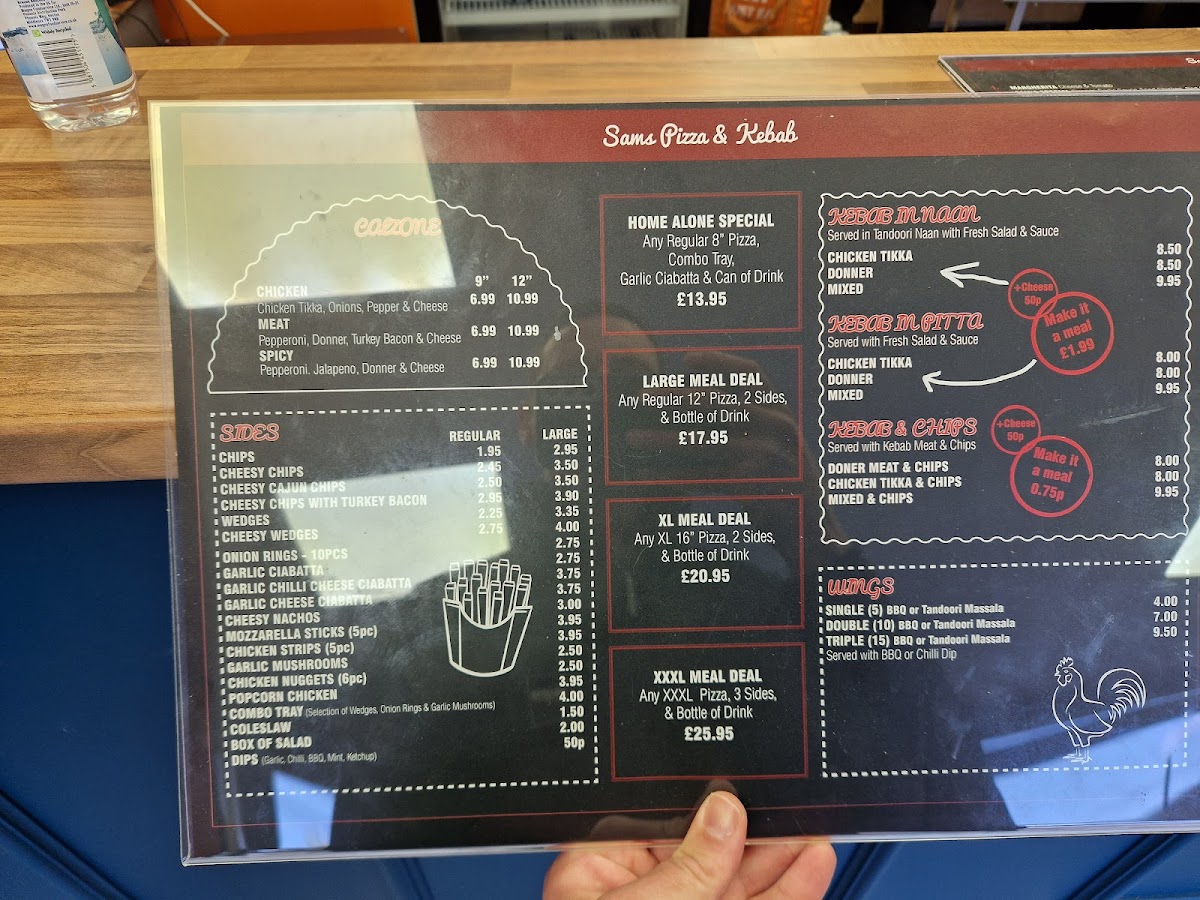 Widely Recycled
MARGHERITA Cheese & Tomato
Sams Pizza & Kebab
CALZONE
9" 12"
CHICKEN 6.99 10.99
Chicken Tikka, Onions, Pepper & Cheese
MEAT 6.99 10.99
Pepperoni, Donner, Turkey Bacon & Cheese
SPICY 6.99 10.99
Pepperoni. Jalapeno, Donner & Cheese
SIDES REGULAR LARGE
CHIPS 1.95 2.95
CHEESY CHIPS 2.45 3.50
CHEESY CAJUN CHIPS 2.50 3.50
CHEESY CHIPS WITH TURKEY BACON 2.95 3.90
WEDGES 2.25 3.35
CHEESY WEDGES 2.75 4.00
ONION RINGS - 10PCS 2.75
GARLIC CIABATTA 2.75
GARLIC CHILLI CHEESE CIABATTA 3.75
GARLIC CHEESE CIABATTA 3.75
CHEESY NACHOS 3.00
MOZZARELLA STICKS (5pc) 3.95
CHICKEN STRIPS (5pc) 3.95
GARLIC MUSHROOMS 2.50
CHICKEN NUGGETS (6pc) 2.50
POPCORN CHICKEN 3.95
COMBO TRAY (Selection of Wedges, Onion Rings & Garlic Mushrooms) 4.00
COLESLAW 1.50
BOX OF SALAD 2.00
DIPS (Garlic, Chilli, BBQ, Mint, Ketchup) 50p
HOME ALONE SPECIAL
Any Regular 8" Pizza,
Combo Tray,
Garlic Ciabatta & Can of Drink
£13.95
LARGE MEAL DEAL
Any Regular 12" Pizza, 2 Sides,
& Bottle of Drink
£17.95
XL MEAL DEAL
Any XL 16" Pizza, 2 Sides,
& Bottle of Drink
£20.95
XXXL MEAL DEAL
Any XXXL Pizza, 3 Sides,
& Bottle of Drink
£25.95
KEBAB IN NAAN
Served in Tandoori Naan with Fresh Salad & Sauce
CHICKEN TIKKA 8.50
DONNER 8.50
MIXED 9.95
+Cheese
50p
Make it
a meal
£1.99
KEBAB IN PITTA
Served with Fresh Salad & Sauce
CHICKEN TIKKA 8.00
DONNER 8.00
MIXED 9.95
KEBAB & CHIPS
Served with Kebab Meat & Chips
+Cheese
50p
Make it
a meal
0.75p
DONER MEAT & CHIPS 8.00
CHICKEN TIKKA & CHIPS 8.00
MIXED & CHIPS 9.95
WINGS
SINGLE (5) BBQ or Tandoori Massala 4.00
DOUBLE (10) BBQ or Tandoori Massala 7.00
TRIPLE (15) BBQ or Tandoori Massala 9.50
Served with BBQ or Chilli Dip